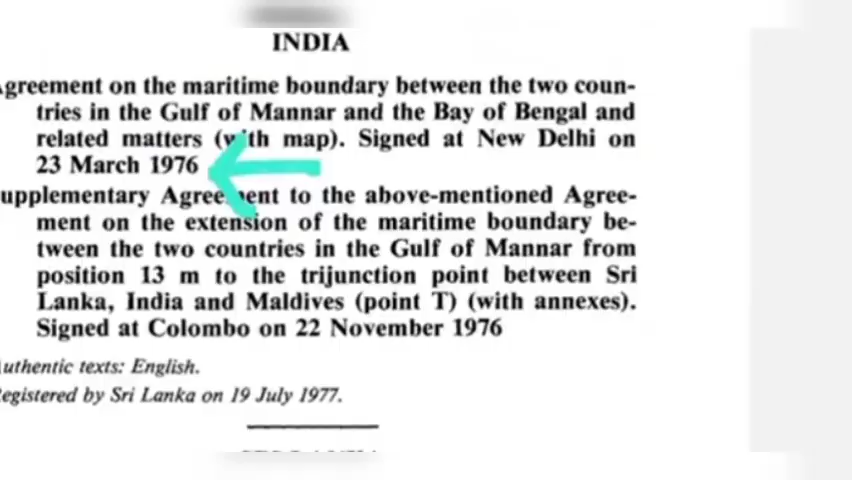 INDIA
greement on the maritime boundary between the two coun-
tries in the Gulf of Mannar and the Bay of Bengal and
related matters (with map). Signed at New Delhi on
23 March 1976
upplementary Agreement to the above-mentioned Agree-
ment on the extension of the maritime boundary be-
tween the two countries in the Gulf of Mannar from
position 13 m to the trijunction point between Sri
Lanka, India and Maldives (point T) (with annexes).
Signed at Colombo on 22 November 1976
uthentic texts: English.
egistered by Sri Lanka on 19 July 1977.